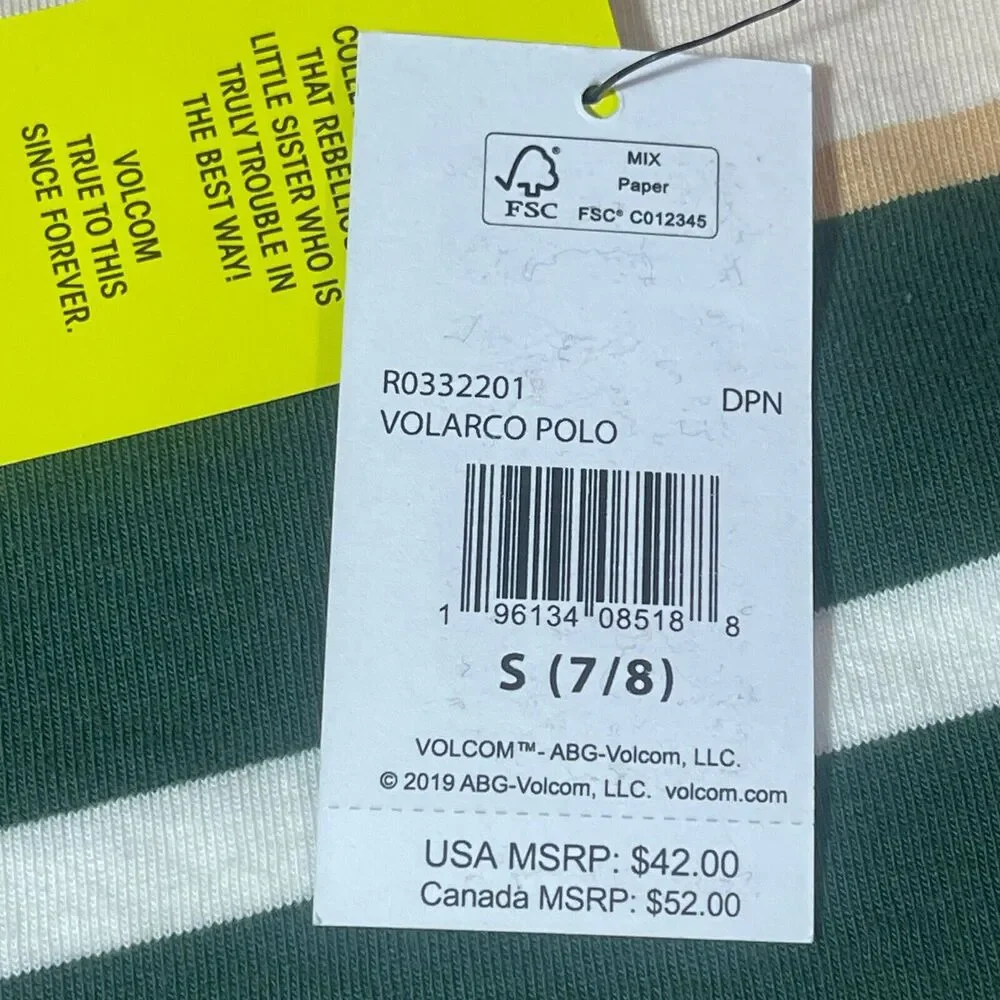 THAT REBELLIO
LITTLE SISTER WHO IS
TRULY TROUBLE IN
THE BEST WAY!
VOLCOM
TRUE TO THIS
SINCE FOREVER.
FSC®
MIX
Paper
FSC® C012345
R0332201
DPN
VOLARCO POLO
1 96134 08518 8
S (7/8)
VOLCOM™- ABG-Volcom, LLC.
© 2019 ABG-Volcom, LLC. volcom.com
USA MSRP: $42.00
Canada MSRP: $52.00